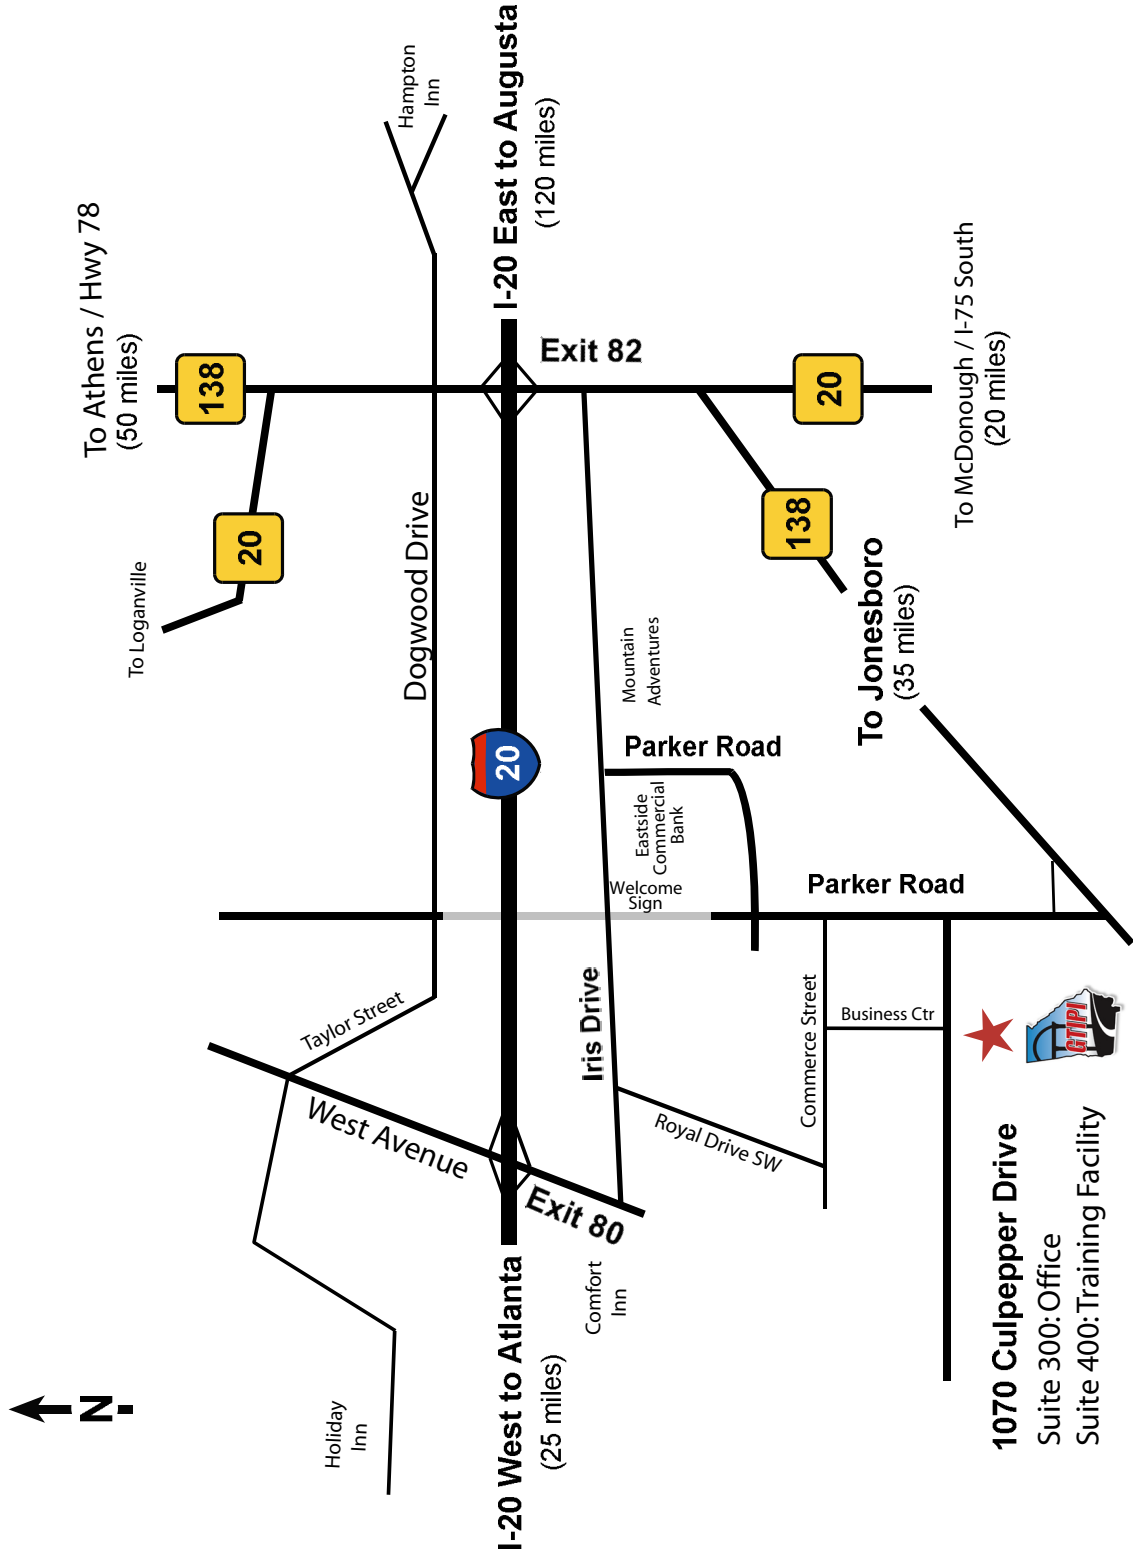 N
Holiday
Inn
I-20 West to Atlanta
(25 miles)
Comfort
Inn
Exit 80
West Avenue
Taylor Street
Dogwood Drive
20
Iris Drive
Royal Drive SW
Commerce Street
Business Ctr
1070 Culpepper Drive
Suite 300: Office
Suite 400: Training Facility
GTIPI
Welcome
Sign
Eastside
Commercial
Bank
Parker Road
Parker Road
Mountain
Adventures
To Loganville
20
138
To Athens / Hwy 78
(50 miles)
Hampton
Inn
I-20 East to Augusta
(120 miles)
Exit 82
138
20
To Jonesboro
(35 miles)
To McDonough / I-75 South
(20 miles)